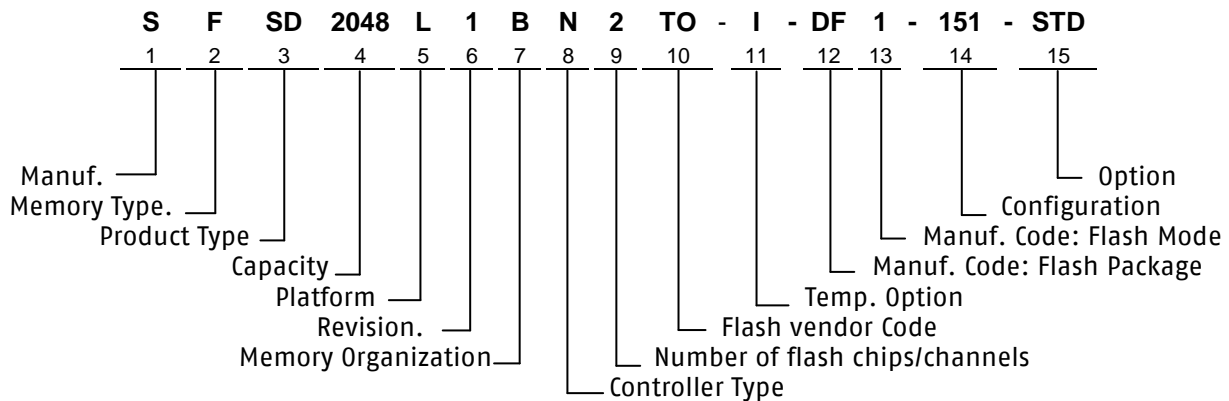 S F SD 2048 L 1 B N 2 TO - I - DF 1 - 151 - STD
1 2 3 4 5 6 7 8 9 10 11 12 13 14 15
Manuf.
Option
Memory Type.
Configuration
Product Type
Manuf. Code: Flash Mode
Capacity
Manuf. Code: Flash Package
Platform
Temp. Option
Revision.
Flash vendor Code
Memory Organization
Number of flash chips/channels
Controller Type